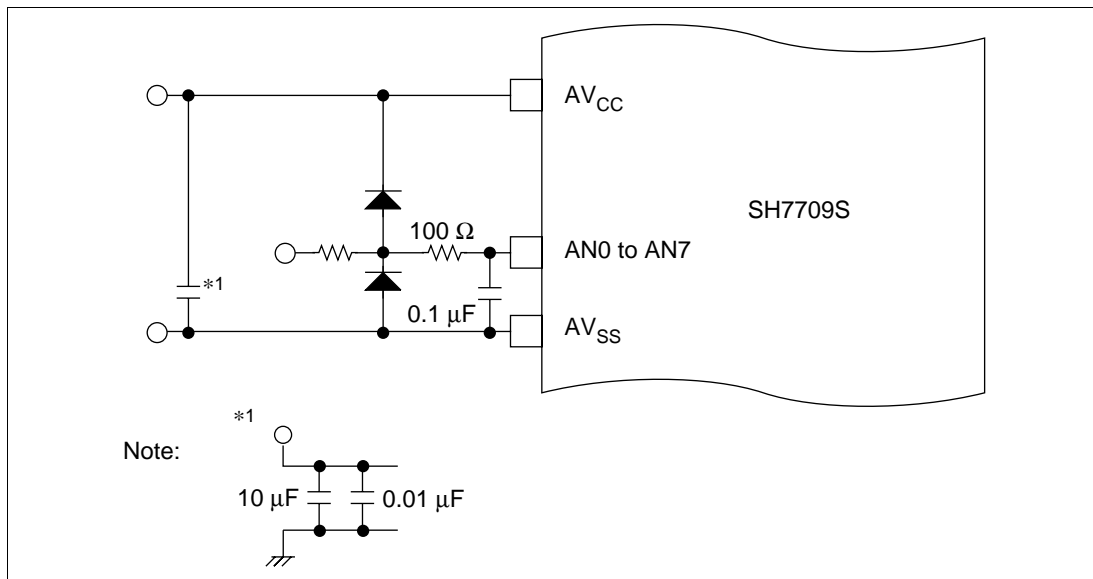 AVCC
SH7709S
100 Ω
AN0 to AN7
*1
0.1 μF
AVSS
*1
Note:
10 μF
0.01 μF